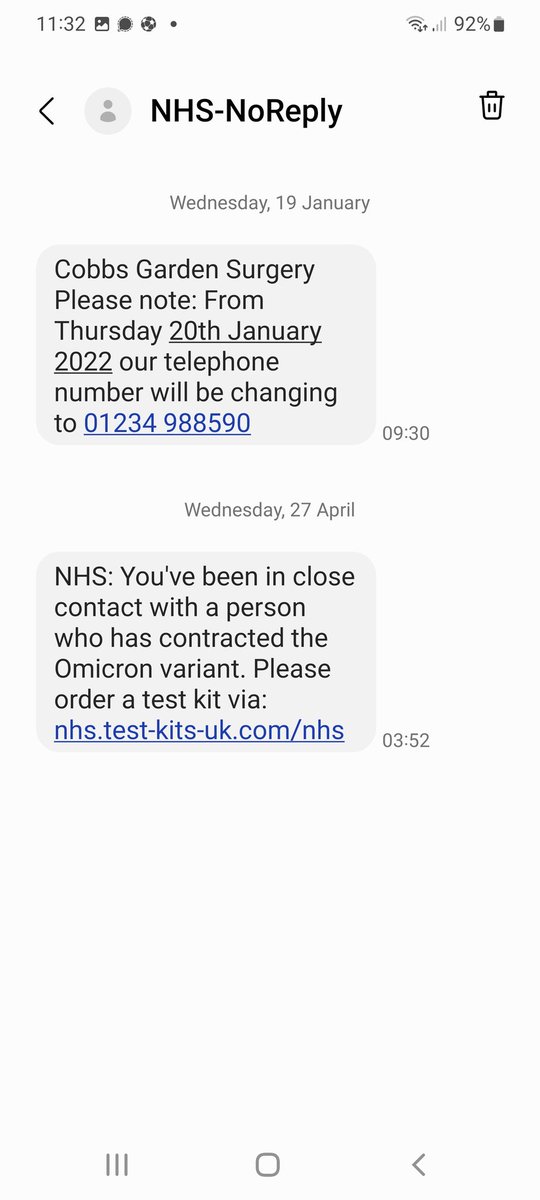 11:32
92%
NHS-NoReply
Wednesday, 19 January
Cobbs Garden Surgery
Please note: From
Thursday 20th January
2022 our telephone
number will be changing
to 01234 988590
09:30
Wednesday, 27 April
NHS: You've been in close
contact with a person
who has contracted the
Omicron variant. Please
order a test kit via:
nhs.test-kits-uk.com/nhs
03:52